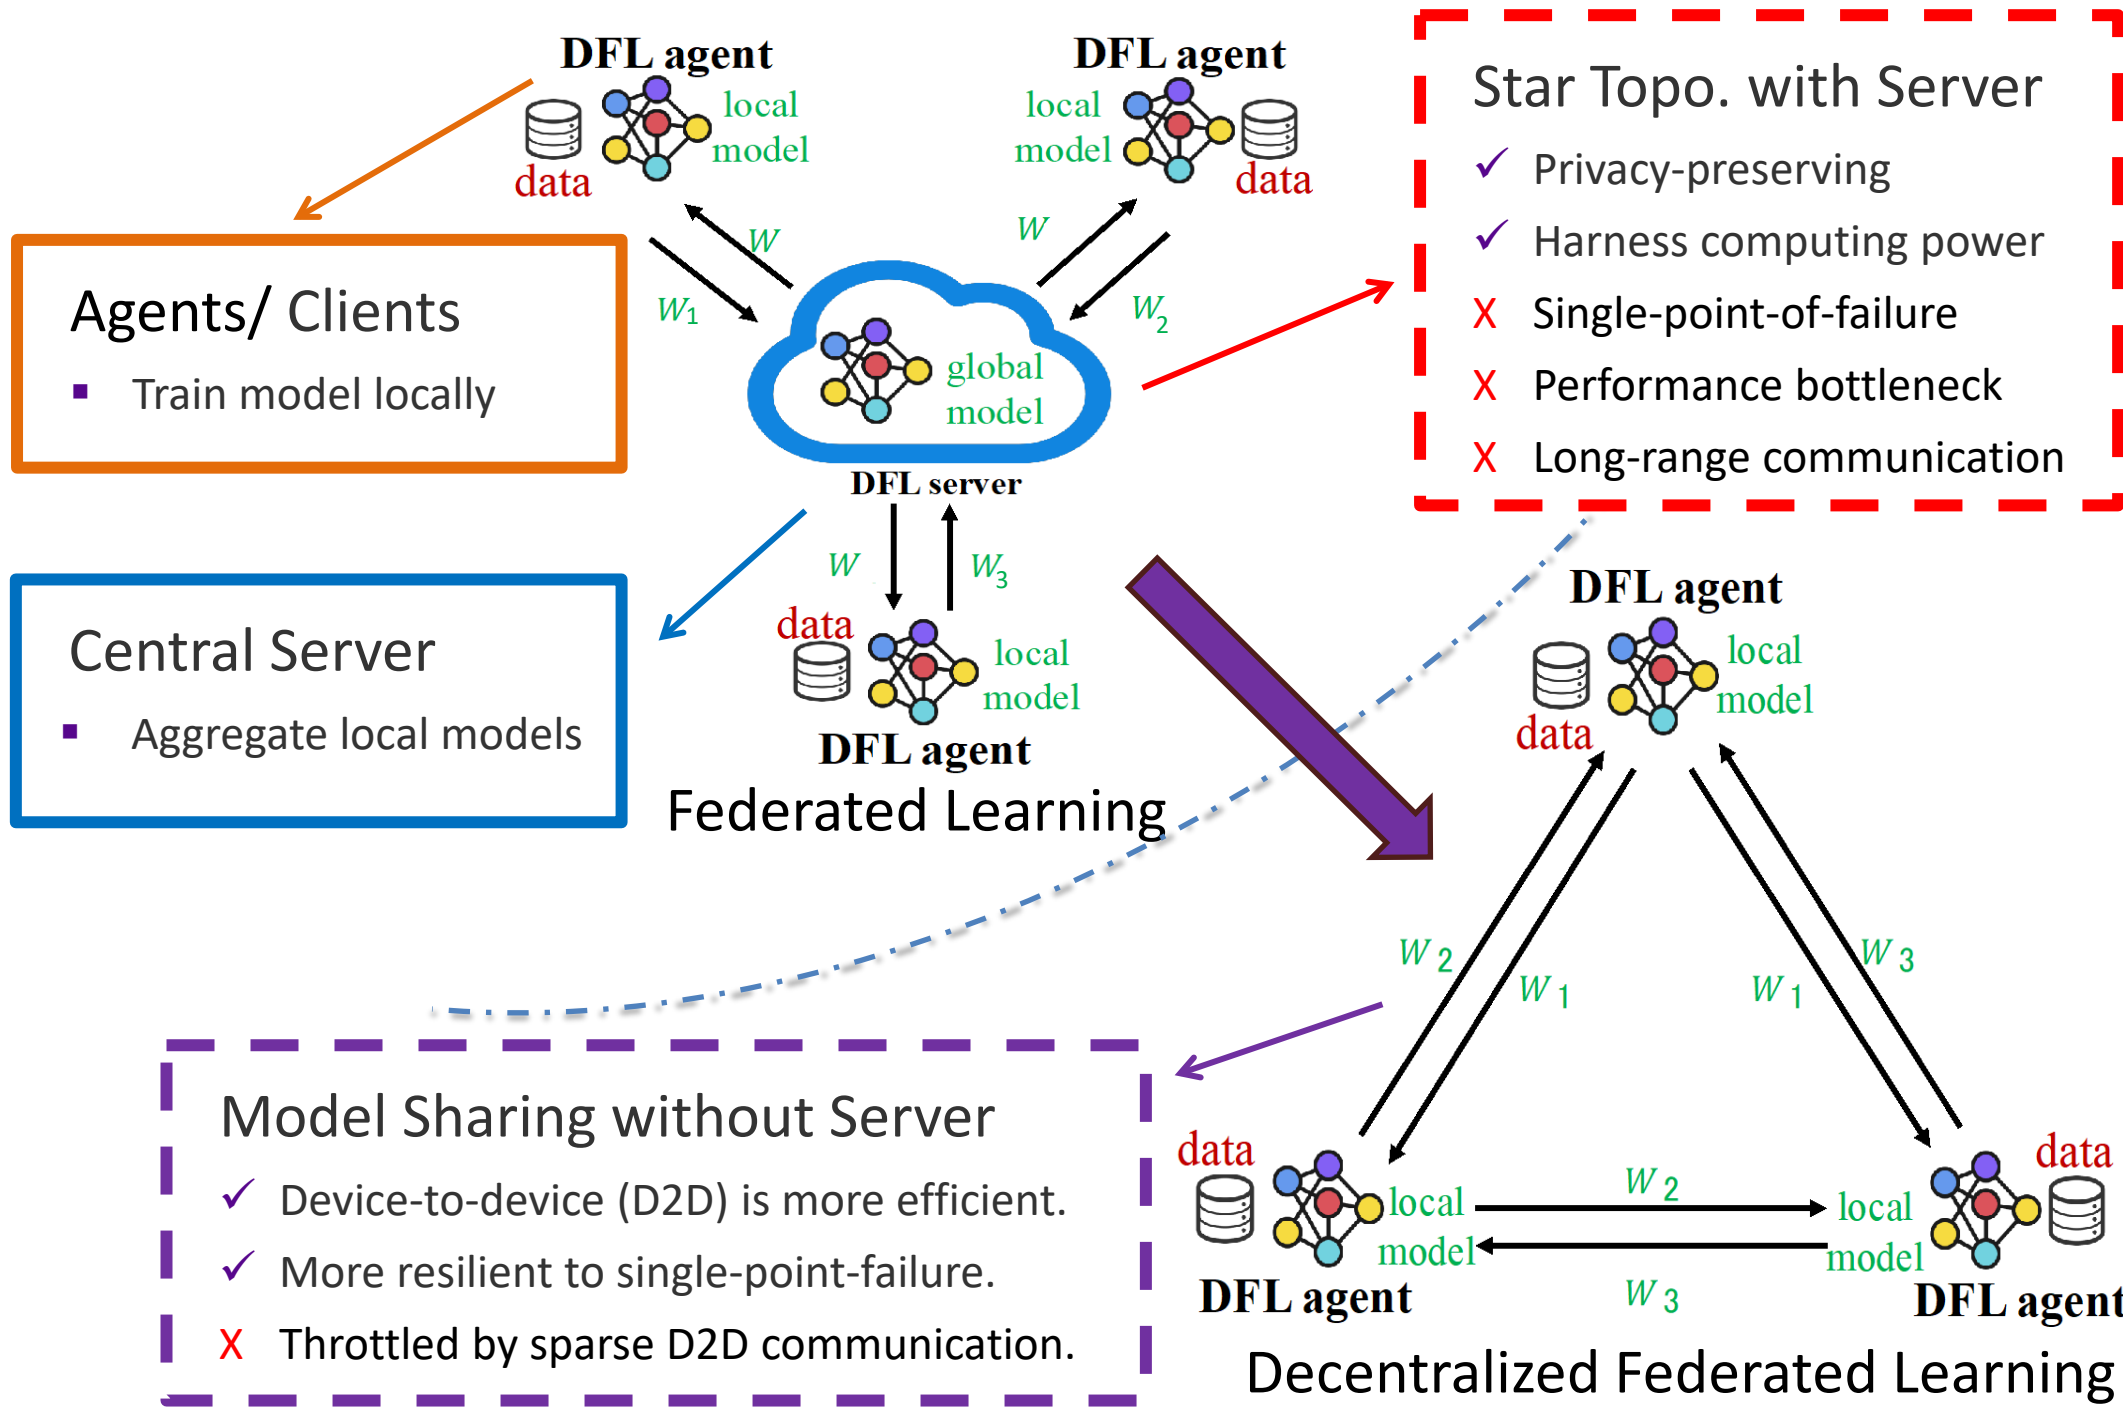 DFL agent
data
local
model
DFL agent
local
model
data
W
W1
W
W2
global
model
DFL server
W
W3
data
local
model
DFL agent
Federated Learning
Agents/ Clients
▪ Train model locally
Central Server
▪ Aggregate local models
Star Topo. with Server
✓ Privacy-preserving
✓ Harness computing power
X Single-point-of-failure
X Performance bottleneck
X Long-range communication
DFL agent
data
local
model
W 2
W 1
W 1
W 3
data
local
model
DFL agent
W 2
W 3
local
model
data
DFL agent
Decentralized Federated Learning
Model Sharing without Server
✓ Device-to-device (D2D) is more efficient.
✓ More resilient to single-point-failure.
X Throttled by sparse D2D communication.